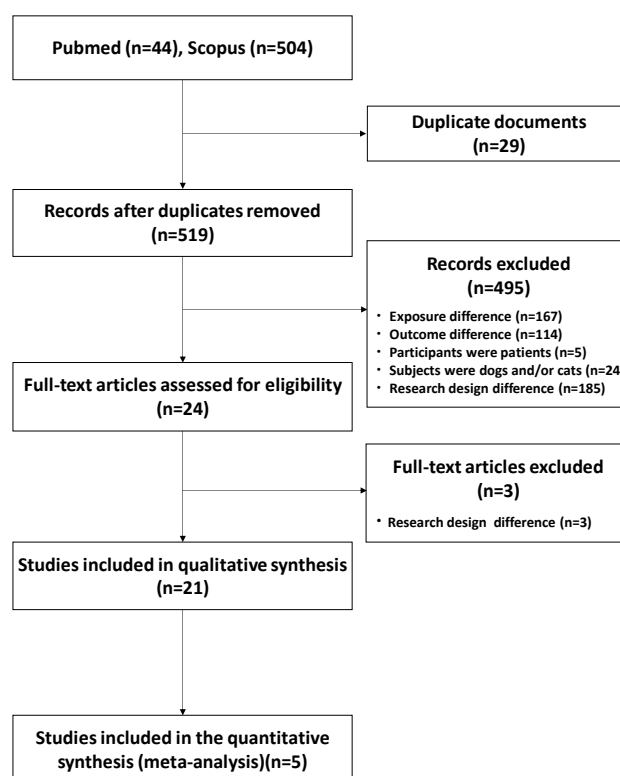 Pubmed (n=44), Scopus (n=504)
Duplicate documents
(n=29)
Records after duplicates removed
(n=519)
Records excluded
(n=495)
・ Exposure difference (n=167)
・ Outcome difference (n=114)
・ Participants were patients (n=5)
・ Subjects were dogs and/or cats (n=24
・ Research design difference (n=185)
Full-text articles assessed for eligibility
(n=24)
Full-text articles excluded
(n=3)
・ Research design difference (n=3)
Studies included in qualitative synthesis
(n=21)
Studies included in the quantitative
synthesis (meta-analysis)(n=5)